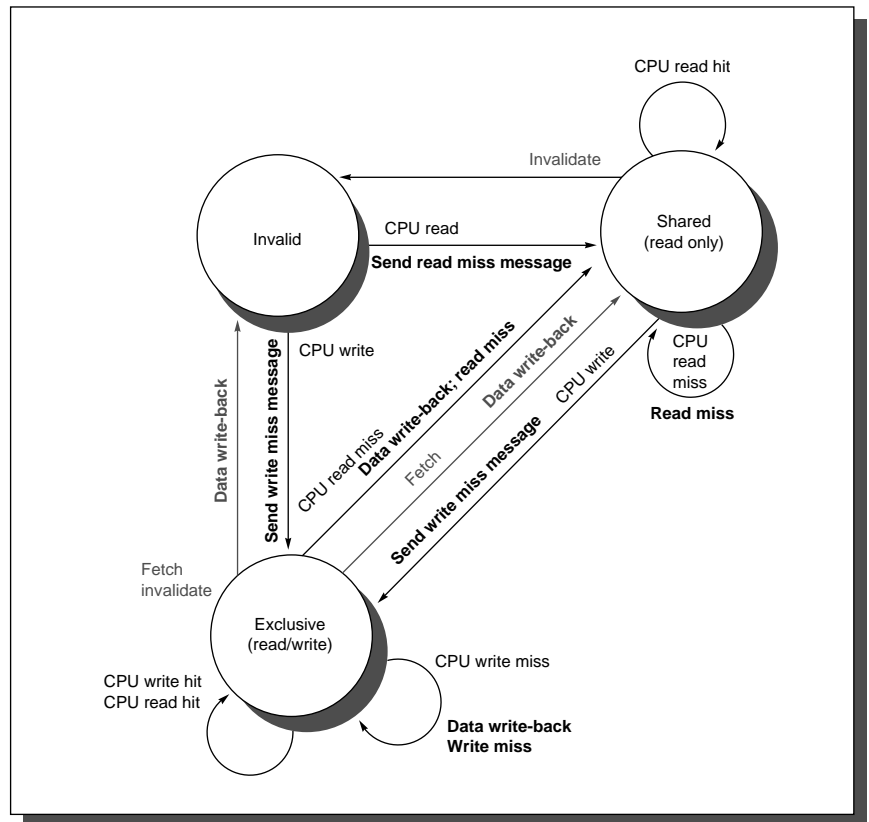 CPU read hit
Invalidate
Invalid
CPU read
Send read miss message
Shared
(read only)
CPU write
Send write miss message
Data write-back
Fetch
invalidate
CPU read miss
Data write-back; read miss
Fetch
Data write-back
CPU write
Send write miss message
CPU
read
miss
Read miss
Exclusive
(read/write)
CPU write hit
CPU read hit
CPU write miss
Data write-back
Write miss